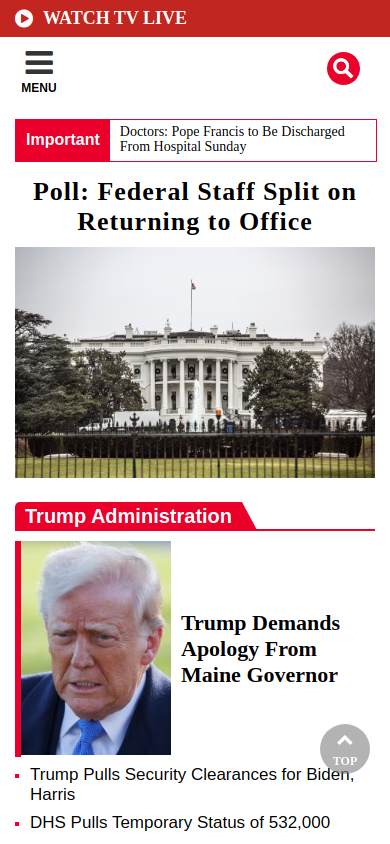 WATCH TV LIVE
MENU
Important
Doctors: Pope Francis to Be Discharged
From Hospital Sunday
Poll: Federal Staff Split on
Returning to Office
Trump Administration
Trump Demands
Apology From
Maine Governor
TOP
Trump Pulls Security Clearances for Biden,
Harris
DHS Pulls Temporary Status of 532,000